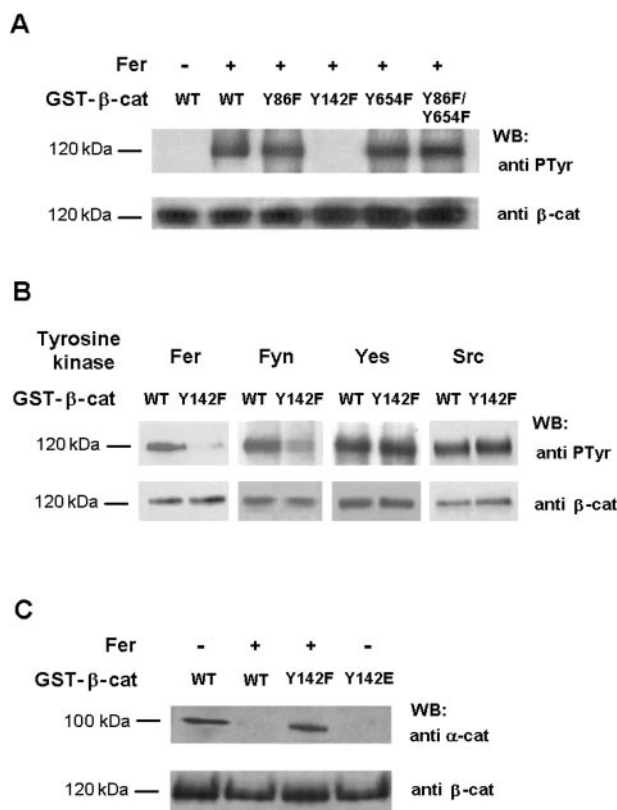 A
Fer - + + + + +
GST-β-cat WT WT Y86F Y142F Y654F Y86F/
Y654F
WB:
120 kDa anti PTyr
120 kDa anti β-cat
B
Tyrosine
kinase Fer Fyn Yes Src
GST-β-cat WT Y142F WT Y142F WT Y142F WT Y142F
WB:
120 kDa anti PTyr
120 kDa anti β-cat
C
Fer - + + -
GST-β-cat WT WT Y142F Y142E
WB:
100 kDa anti α-cat
120 kDa anti β-cat